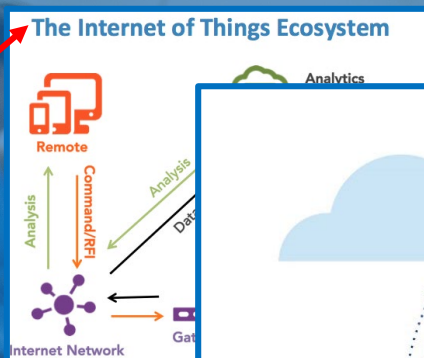 The Internet of Things Ecosystem
Analytics
Remote
Analysis
Command/RFI
Analysis
Internet Network